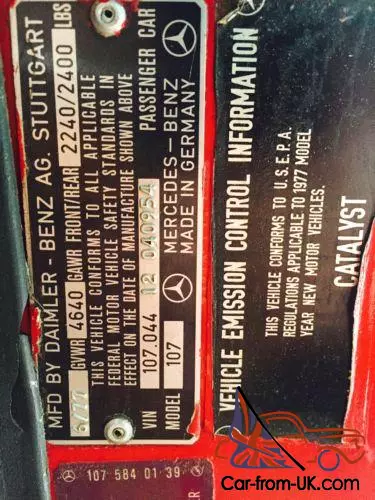 MFD BY DAIMLER - BENZ AG. STUTTGART
6/77
GVWR 4640 GAWR FRONT/REAR 2240/2400 LBS
THIS VEHICLE CONFORMS TO ALL APPLICABLE
FEDERAL MOTOR VEHICLE SAFETY STANDARDS IN
EFFECT ON THE DATE OF MANUFACTURE SHOWN ABOVE
VIN 107.044 12 040954 PASSENGER CAR
MODEL 107
MERCEDES-BENZ
MADE IN GERMANY
VEHICLE EMISSION CONTROL INFORMATION
THIS VEHICLE CONFORMS TO U.S.E.P.A.
REGULATIONS APPLICABLE TO 1977 MODEL
YEAR NEW MOTOR VEHICLES.
CATALYST
107 584 01 39
Car-from-UK.com